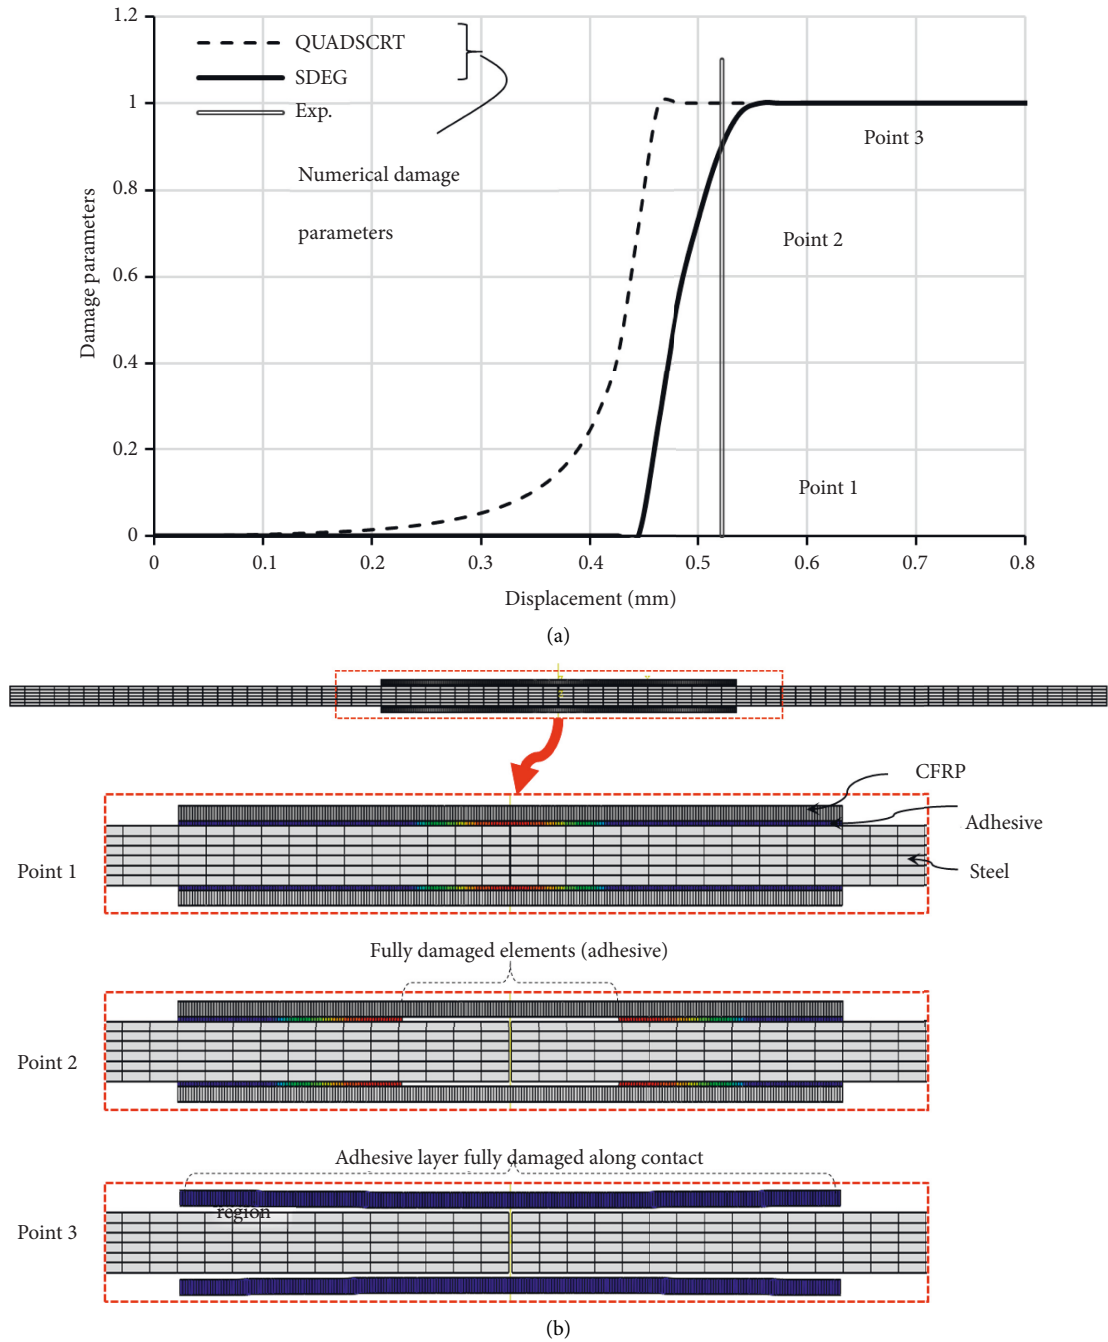 1.2
QUADSCRT
SDEG
1
Exp.
Point 3
Numerical damage
0.8
parameters
Point 2
0.6
Damage parameters
0.4
0.2
Point 1
0
0 0.1 0.2 0.3 0.4 0.5 0.6 0.7 0.8
Displacement (mm)
(a)
CFRP
Adhesive
Point 1
Steel
Fully damaged elements (adhesive)
Point 2
Adhesive layer fully damaged along contact
region
Point 3
(b)